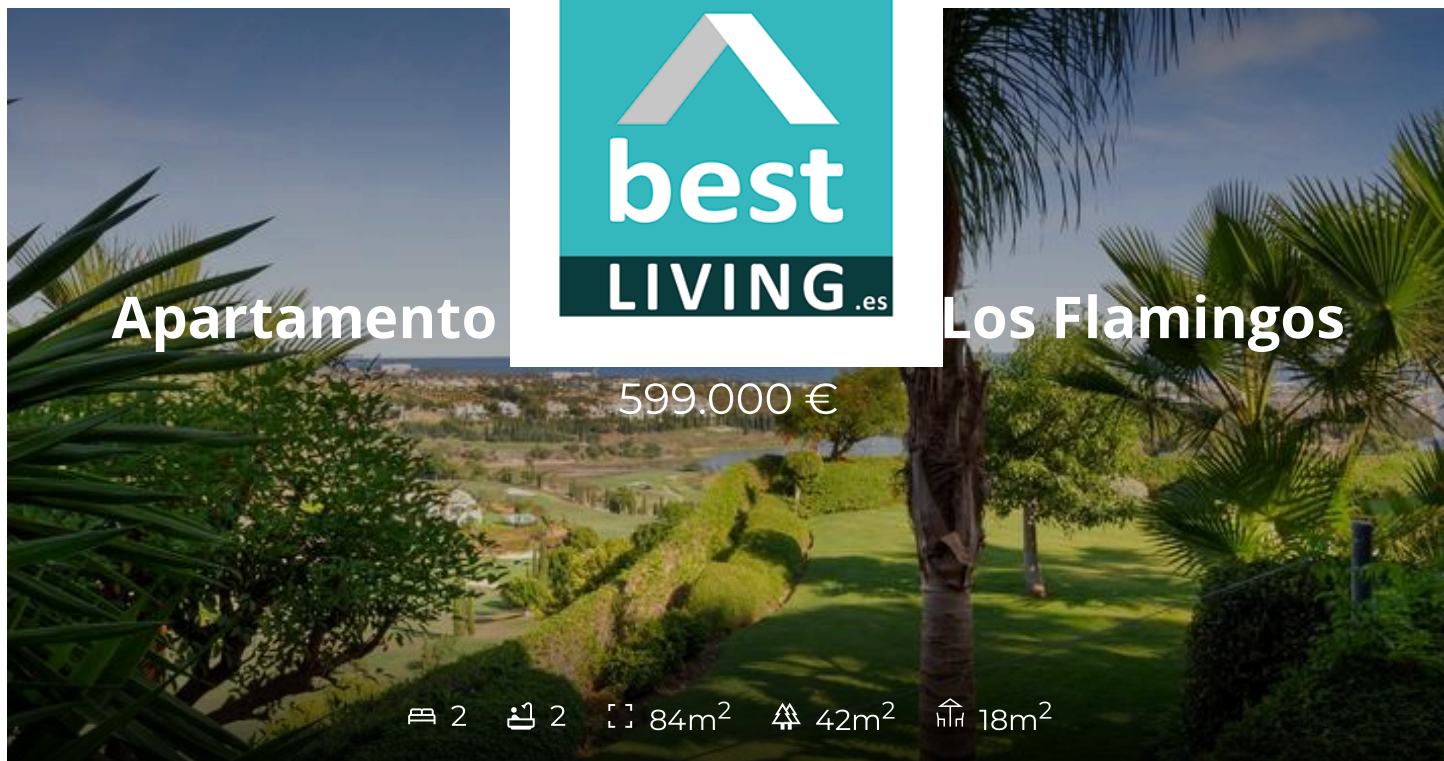 best
LIVING.es
Apartamento Los Flamingos
599.000 €
2 2 84m² 42m² 18m²